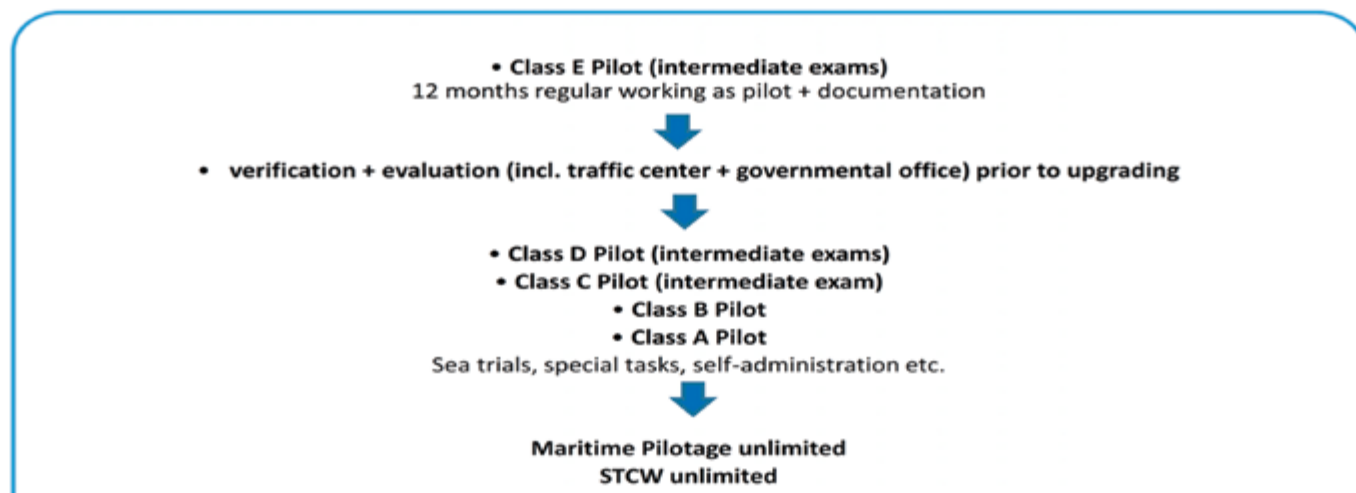 • Class E Pilot (intermediate exams)
12 months regular working as pilot + documentation
• verification + evaluation (incl. traffic center + governmental office) prior to upgrading
• Class D Pilot (intermediate exams)
• Class C Pilot (intermediate exam)
• Class B Pilot
• Class A Pilot
Sea trials, special tasks, self-administration etc.
Maritime Pilotage unlimited
STCW unlimited